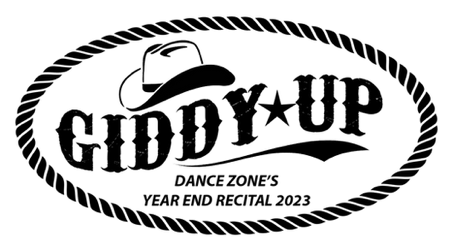 GIDDY★UP
DANCE ZONE'S
YEAR END RECITAL 2023